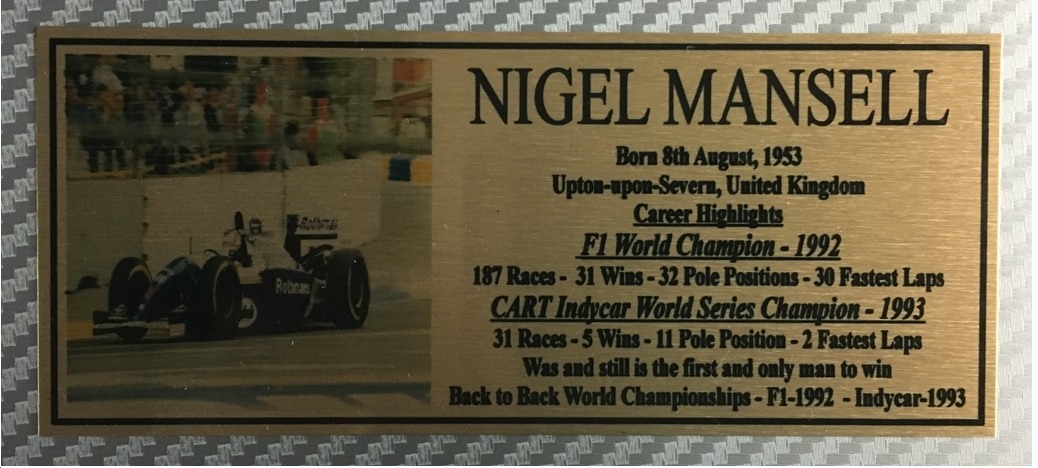 NIGEL MANSELL
Born 8th August, 1953
Upton-upon-Severn, United Kingdom
Career Highlights
F1 World Champion - 1992
187 Races - 31 Wins - 32 Pole Positions - 30 Fastest Laps
CART Indycar World Series Champion - 1993
31 Races - 5 Wins - 11 Pole Position - 2 Fastest Laps
Was and still is the first and only man to win
Back to Back World Championships - F1-1992 - Indycar-1993
Rothmans
Rothmans